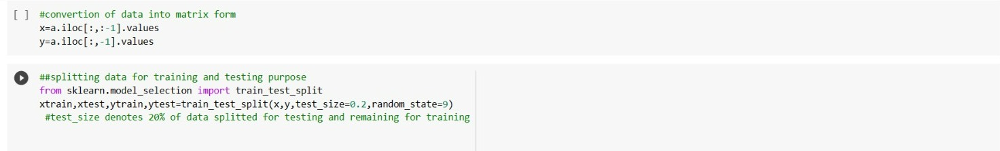 [ ] #convertion of data into matrix form
x=a.iloc[:,:-1].values
y=a.iloc[:,-1].values
##splitting data for training and testing purpose
from sklearn.model_selection import train_test_split
xtrain,xtest,ytrain,ytest=train_test_split(x,y,test_size=0.2,random_state=9)
#test_size denotes 20% of data splitted for testing and remaining for training